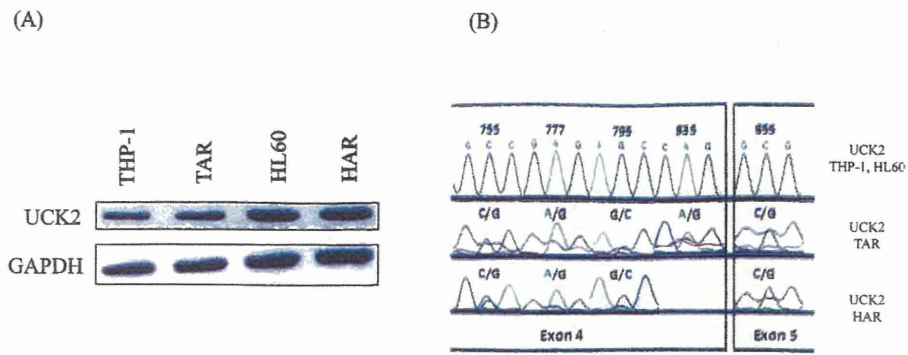 (A)
(B)
THP-1
TAR
HL60
HAR
UCK2
GAPDH
755 777 795 835
G C C G A G A G C C A G
G C G
UCK2
THP-1, HL60
C/G A/G G/C A/G
C/G
UCK2
TAR
C/G A/G G/C
C/G
UCK2
HAR
Exon 4
Exon 5